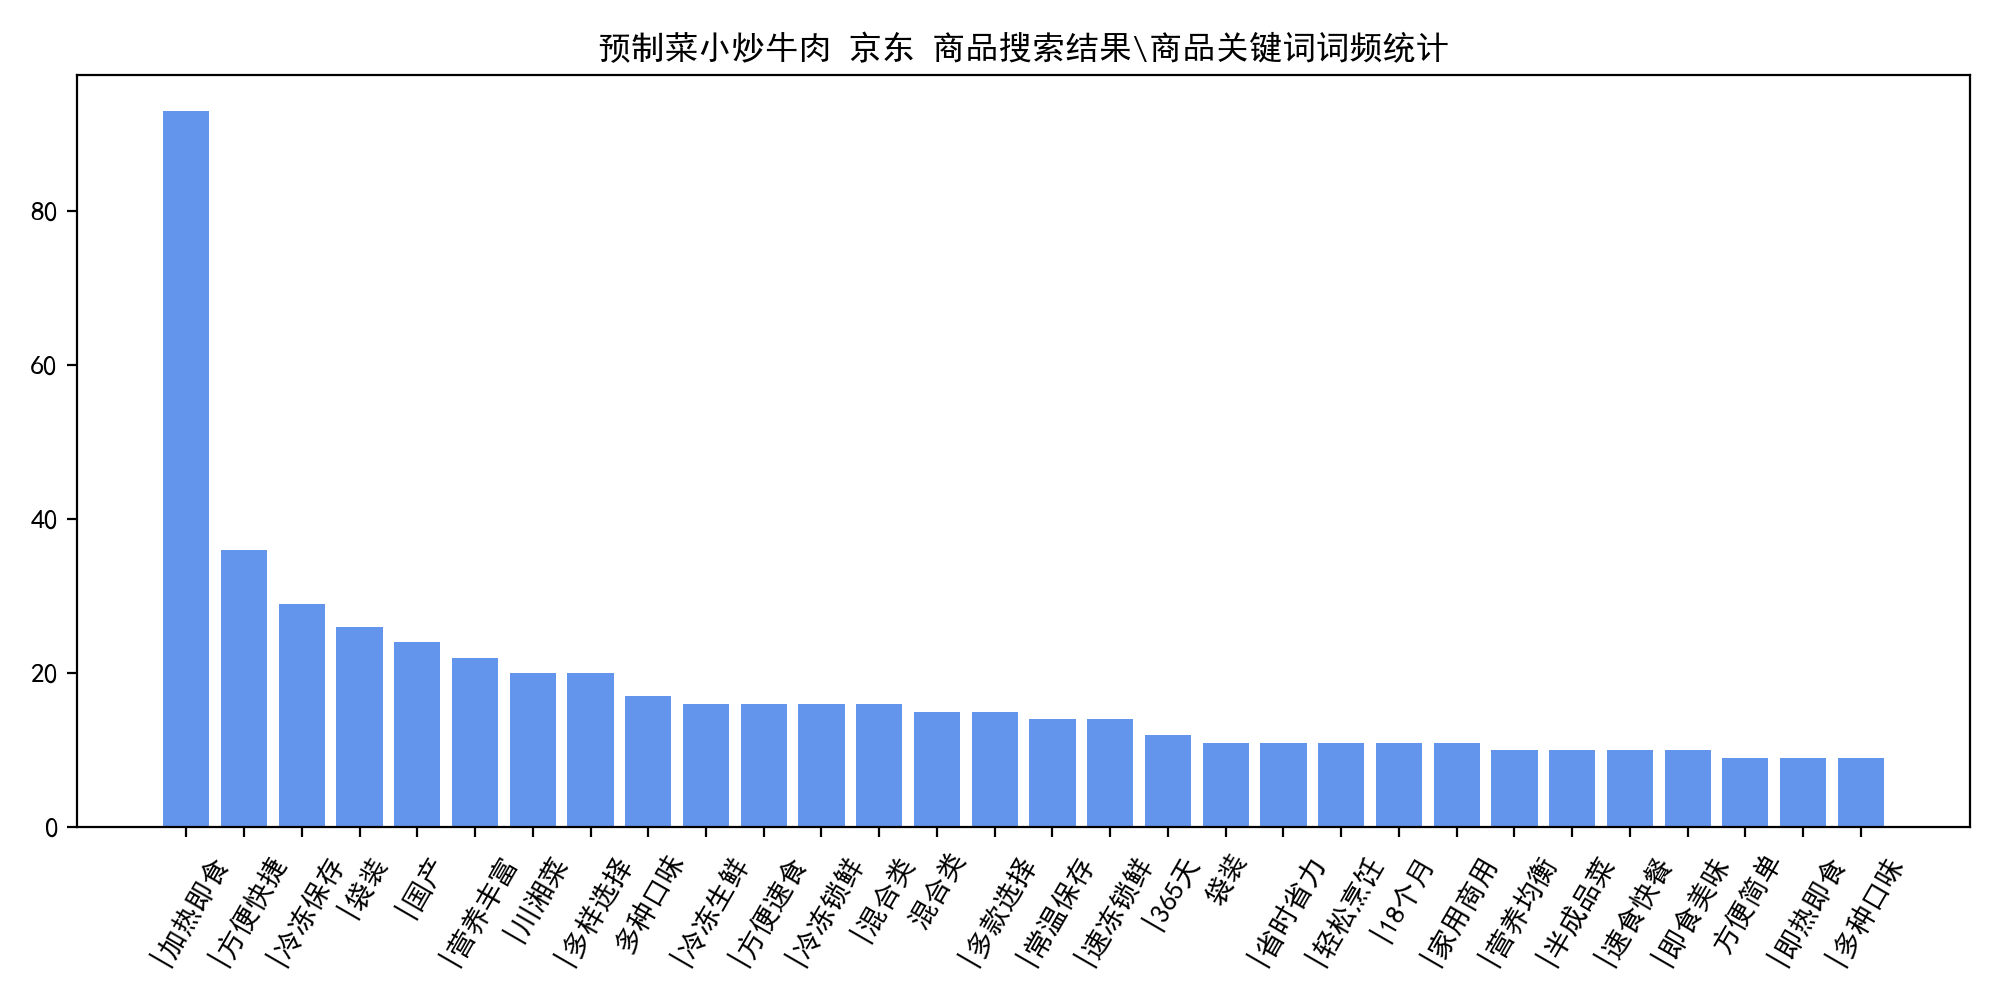 预制菜小炒牛肉 京东 商品搜索结果\商品关键词词频统计
80
60
40
20
0
|加热即食
|方便快捷
|冷冻保存
|袋装
|国产
|营养丰富
|川湘菜
|多样选择
多种口味
|冷冻生鲜
|方便速食
|冷冻锁鲜
|混合类
混合类
|多款选择
|常温保存
|速冻锁鲜
|365天
袋装
|省时省力
|轻松烹饪
|18个月
|家用商用
|营养均衡
|半成品菜
|速食快餐
|即食美味
方便简单
|即热即食
|多种口味